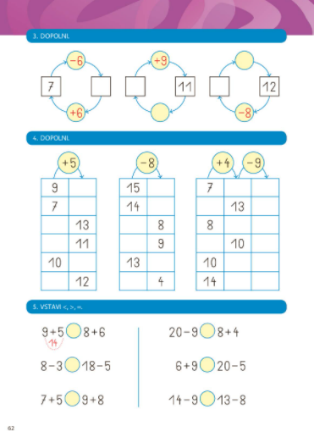 3. DOPOLNI.
-6 +9
7 11 12
+6 -8
4. DOPOLNI.
+5 -8 +4 -9
9 15 7
7 14 13
13 8 8
11 9 10
10 13 10
12 4 14
5. VSTAVI <, >, =.
9+5 8+6 20-9 8+4
14
8-3 18-5 6+9 20-5
7+5 9+8 14-9 13-8
62